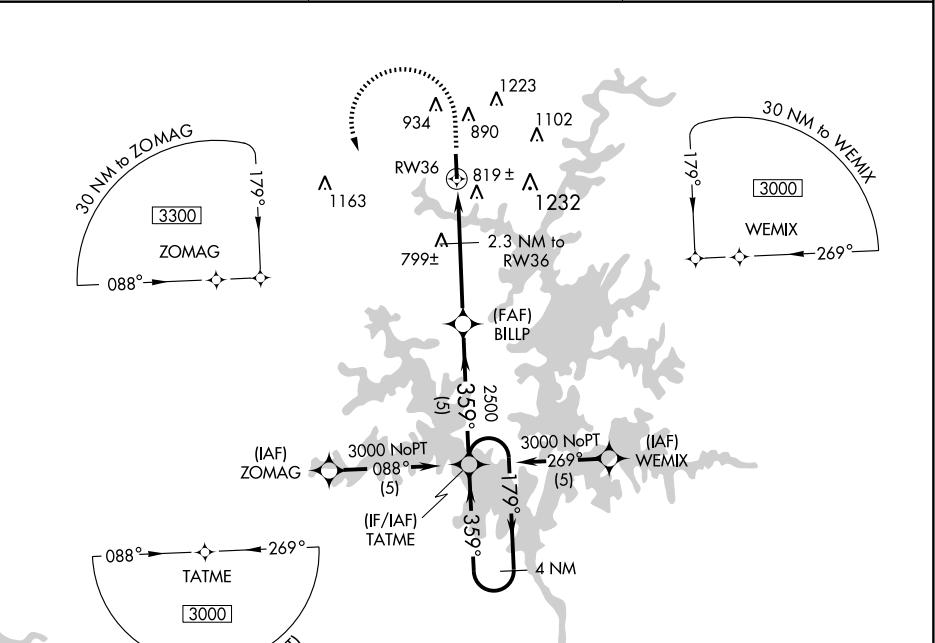 1223
934
890
1102
RW36
819 ±
1163
1232
799±
2.3 NM to
RW36
30 NM to ZOMAG
179°
3300
ZOMAG
088°
30 NM to WEMIX
179°
3000
WEMIX
269°
(FAF)
BILLP
2500
359°
(5)
(IAF)
ZOMAG
3000 NoPT
088°
(5)
3000 NoPT
269°
(5)
(IAF)
WEMIX
(IF/IAF)
TATME
359°
179°
4 NM
088°
269°
TATME
3000